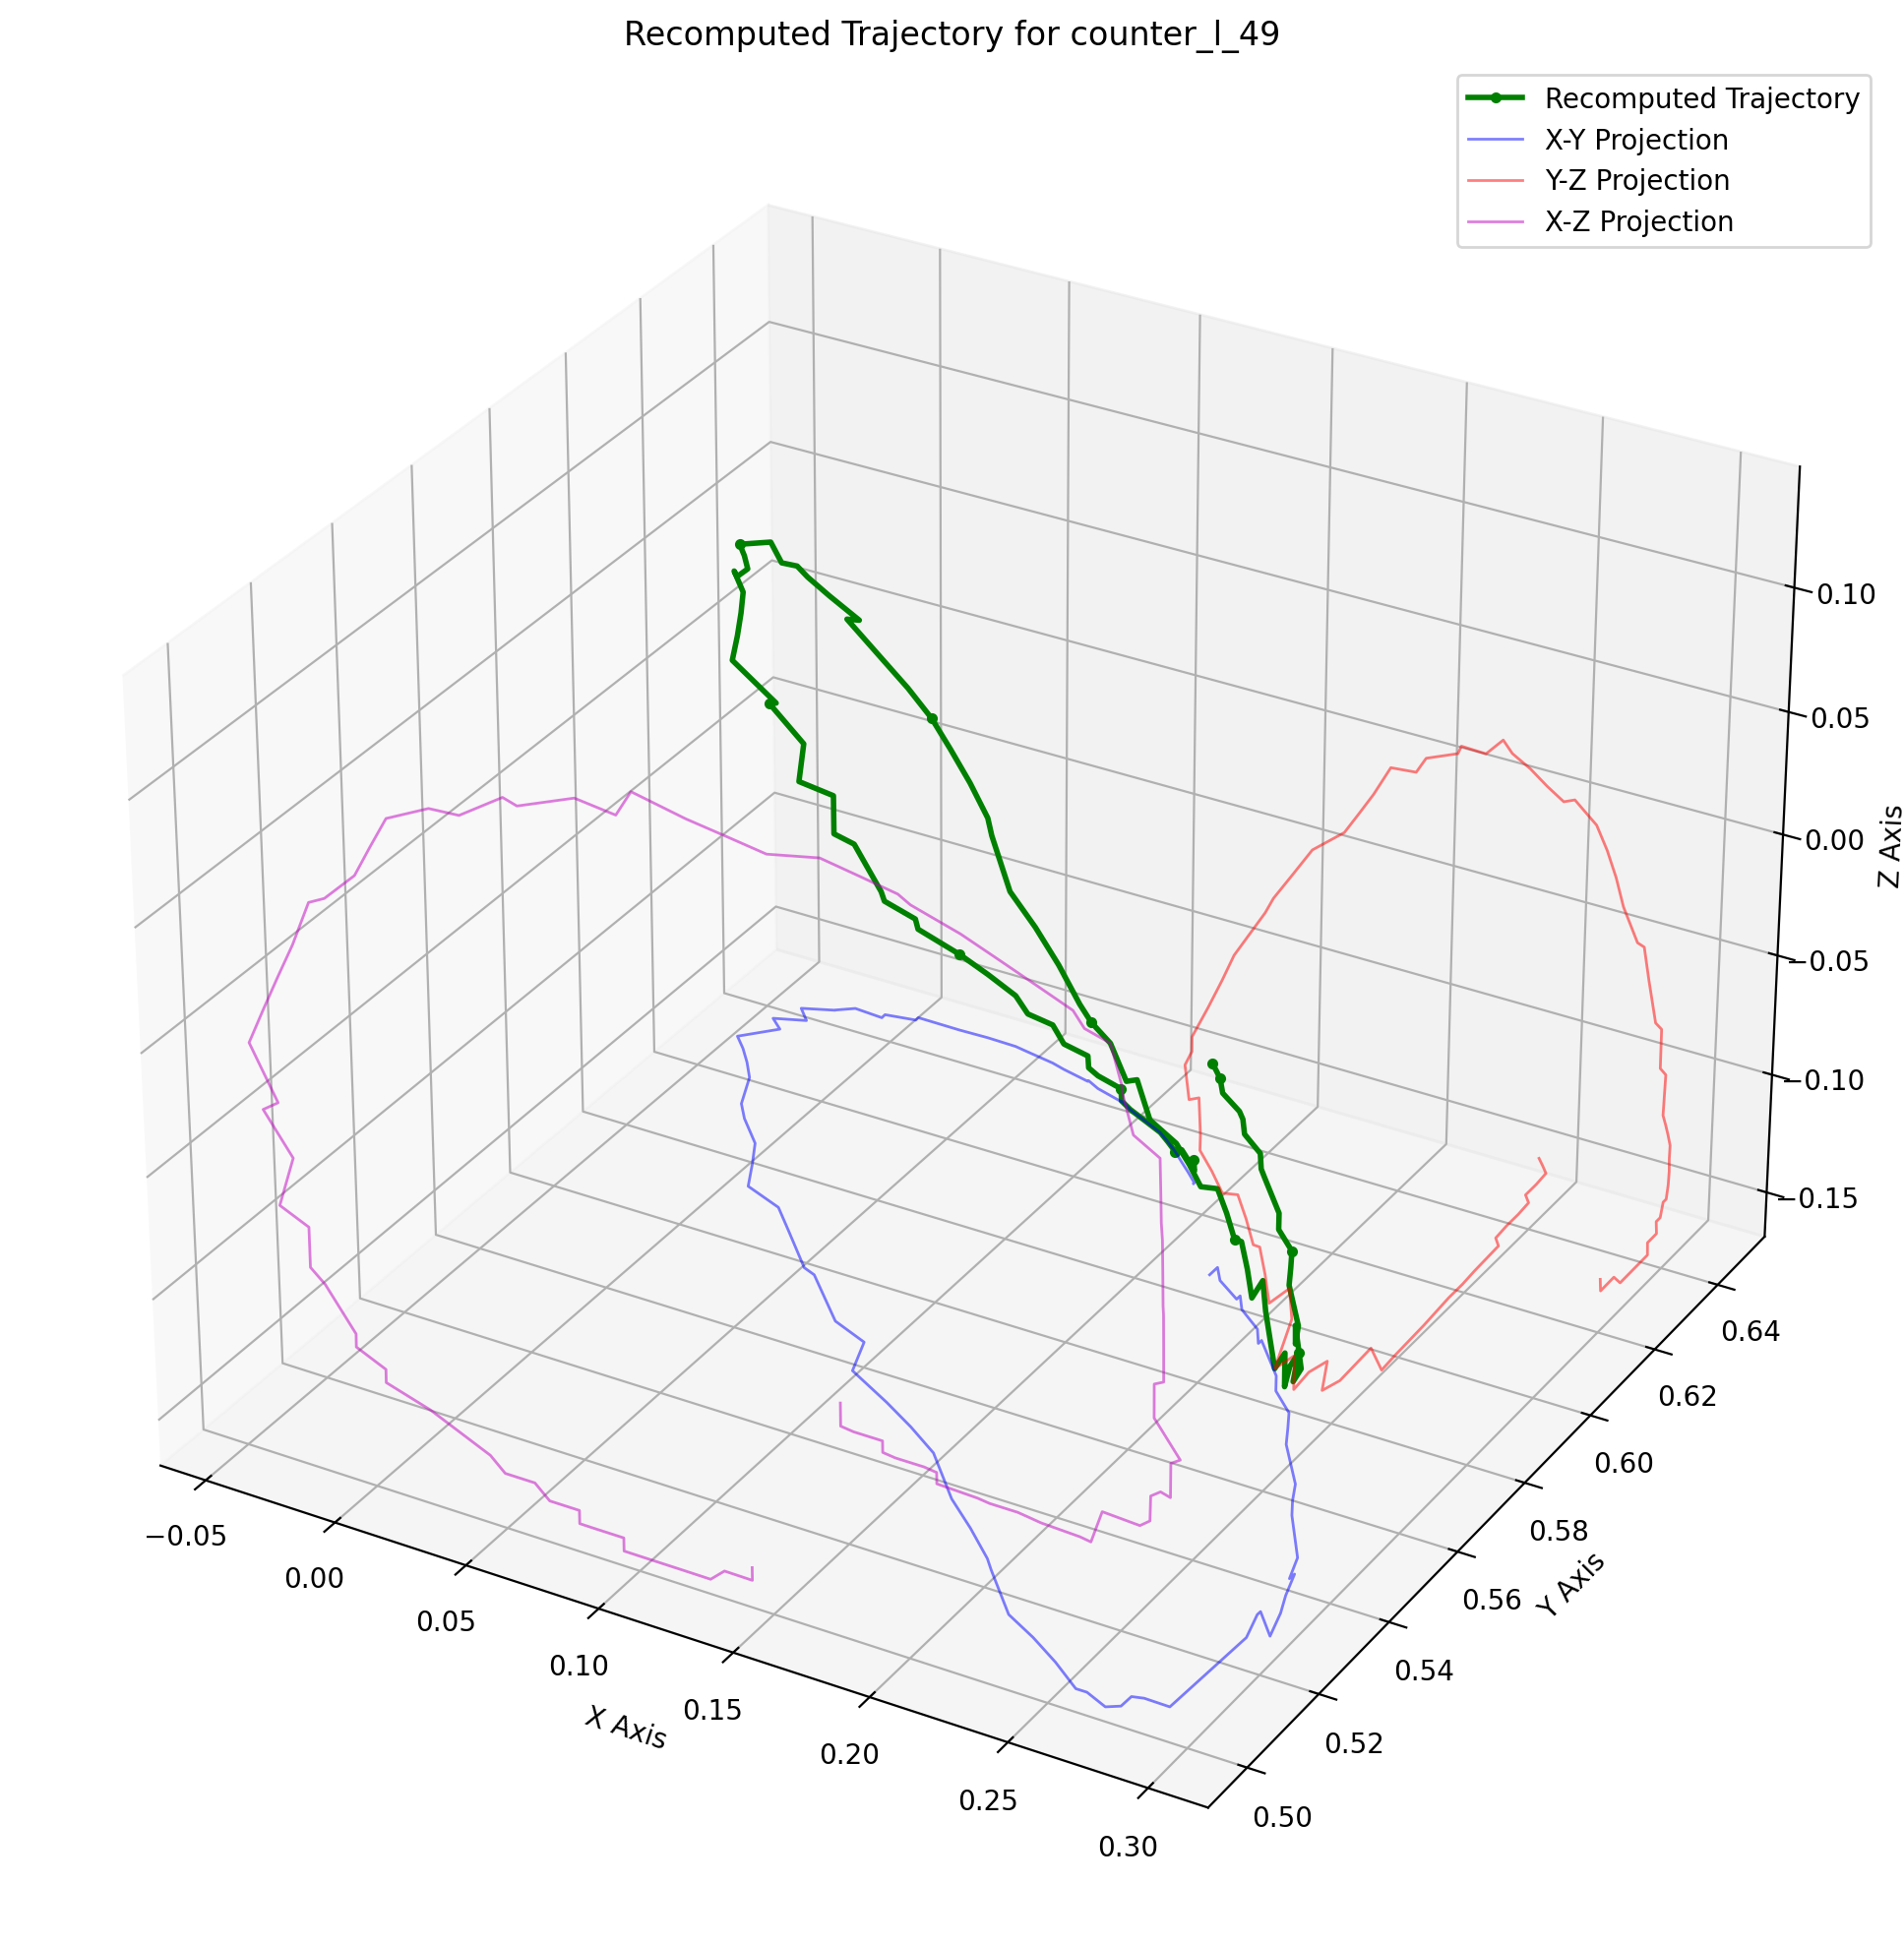 Recomputed Trajectory for counter_l_49
Recomputed Trajectory
X-Y Projection
Y-Z Projection
X-Z Projection
0.10
0.05
0.00
−0.05
−0.10
−0.15
Z Axis
0.64
0.62
0.60
0.58
0.56
0.54
0.52
0.50
Y Axis
−0.05
0.00
0.05
0.10
0.15
0.20
0.25
0.30
X Axis